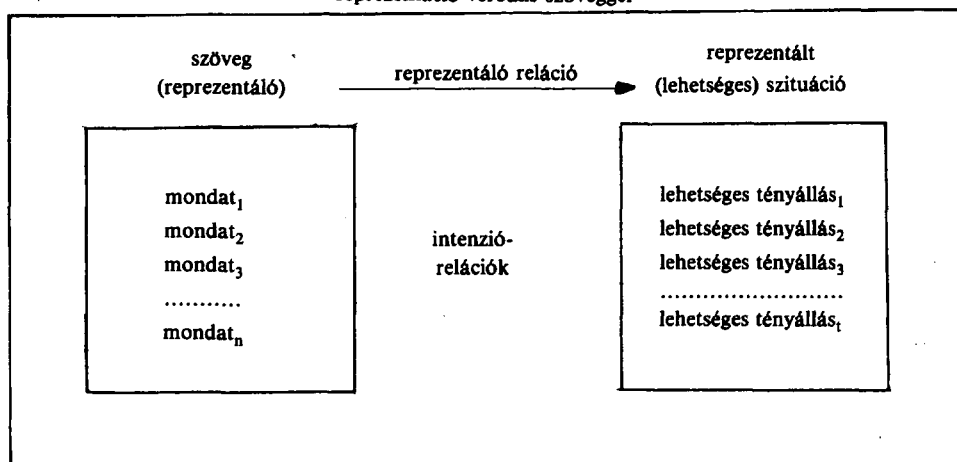 szöveg
(reprezentáló)
reprezentáló reláció
reprezentált
(lehetséges) szituáció
mondat₁
mondat₂
mondat₃
...........
mondatₙ
intenzió-
relációk
lehetséges tényállás₁
lehetséges tényállás₂
lehetséges tényállás₃
..........................
lehetséges tényállásₜ